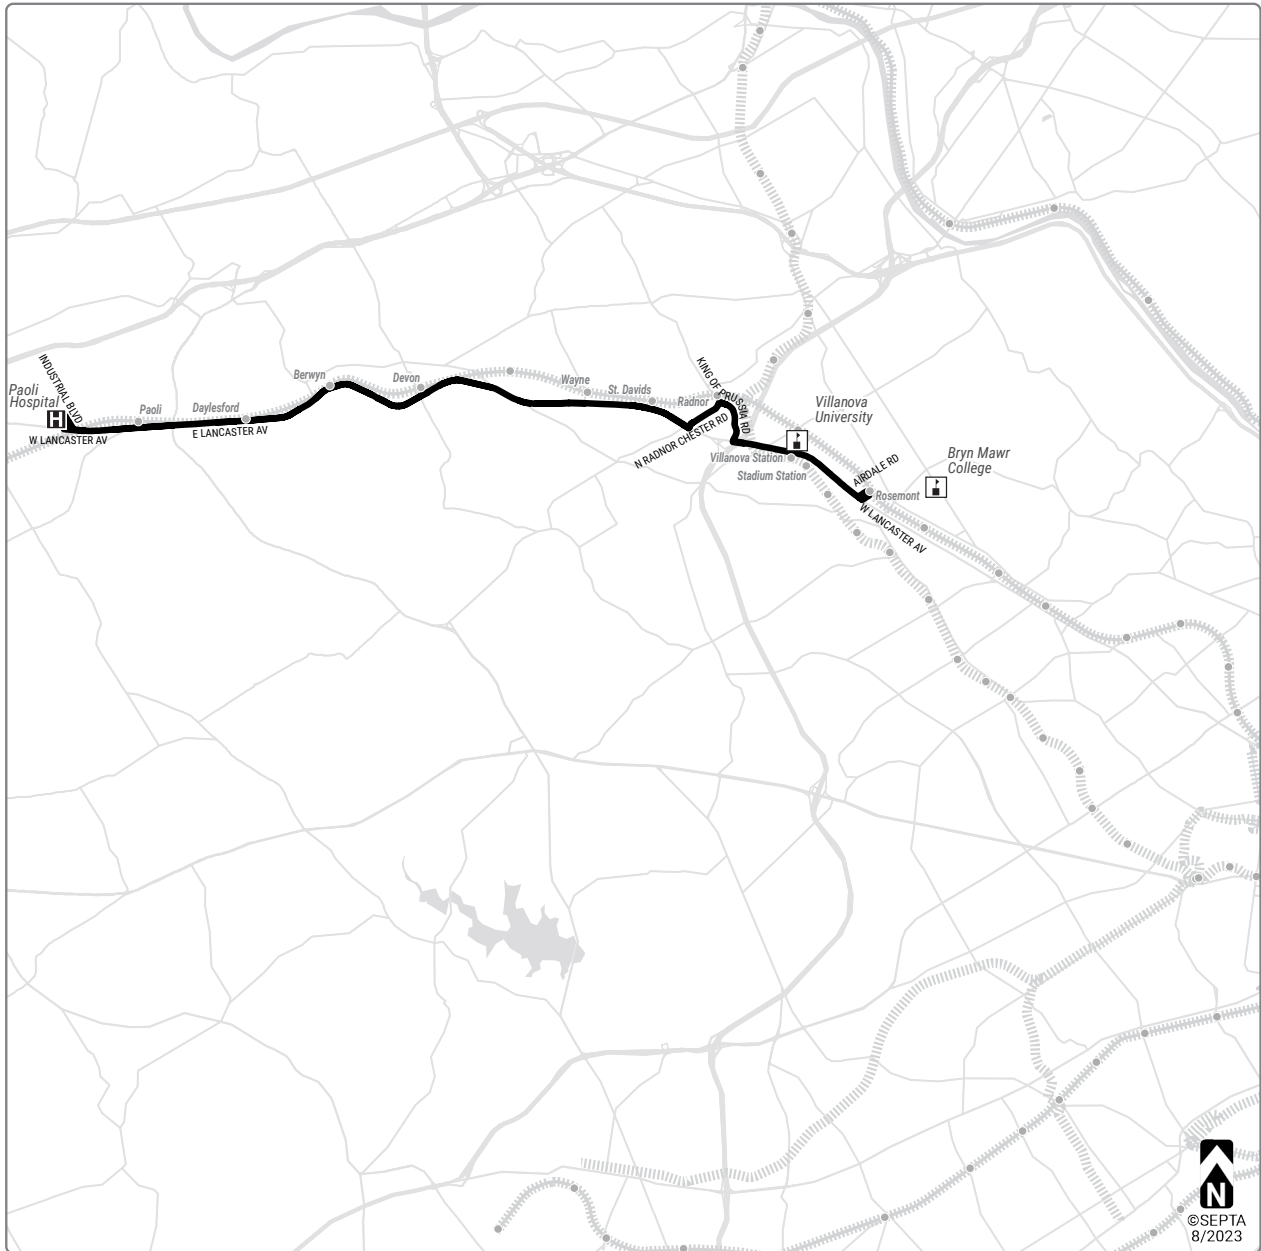 INDUSTRIAL BLVD
Paoli
Hospital
H
W LANCASTER AV
Paoli
Daylesford
E LANCASTER AV
Berwyn
Devon
Wayne
St. Davids
KING OF PRUSSIA RD
Radnor
N RADNOR CHESTER RD
Villanova
University
Villanova Station
Stadium Station
AIRDALE RD
Bryn Mawr
College
Rosemont
W LANCASTER AV
N
©SEPTA
8/2023